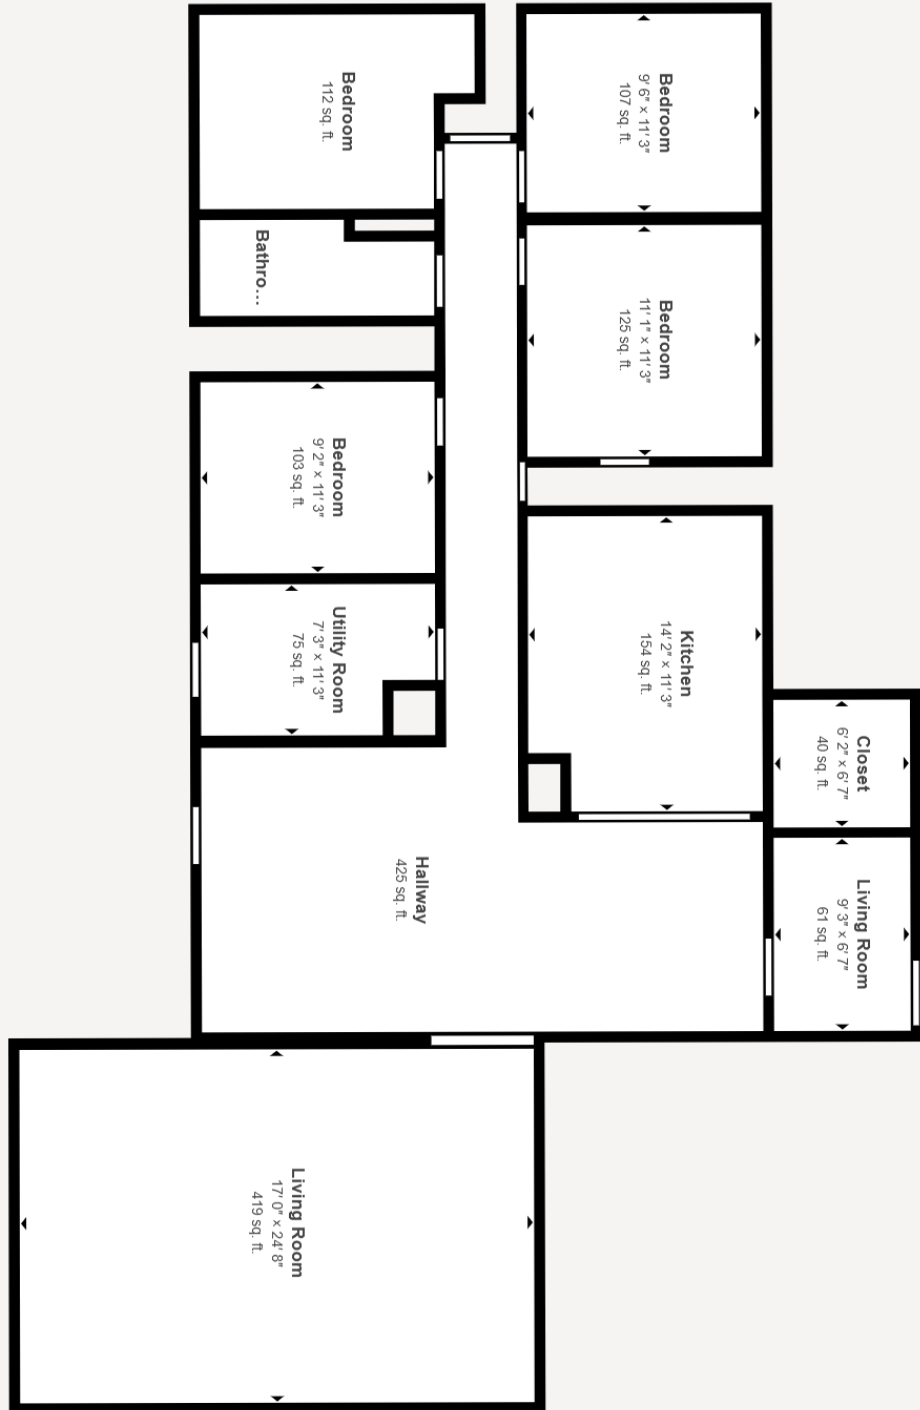 Bedroom
112 sq. ft.
Bedroom
9' 6" × 11' 3"
107 sq. ft.
Bathro...
Bedroom
11' 1" × 11' 3"
125 sq. ft.
Bedroom
9' 2" × 11' 3"
103 sq. ft.
Utility Room
7' 3" × 11' 3"
75 sq. ft.
Kitchen
14' 2" × 11' 3"
154 sq. ft.
Closet
6' 2" × 6' 7"
40 sq. ft.
Hallway
425 sq. ft.
Living Room
9' 3" × 6' 7"
61 sq. ft.
Living Room
17' 0" × 24' 8"
419 sq. ft.